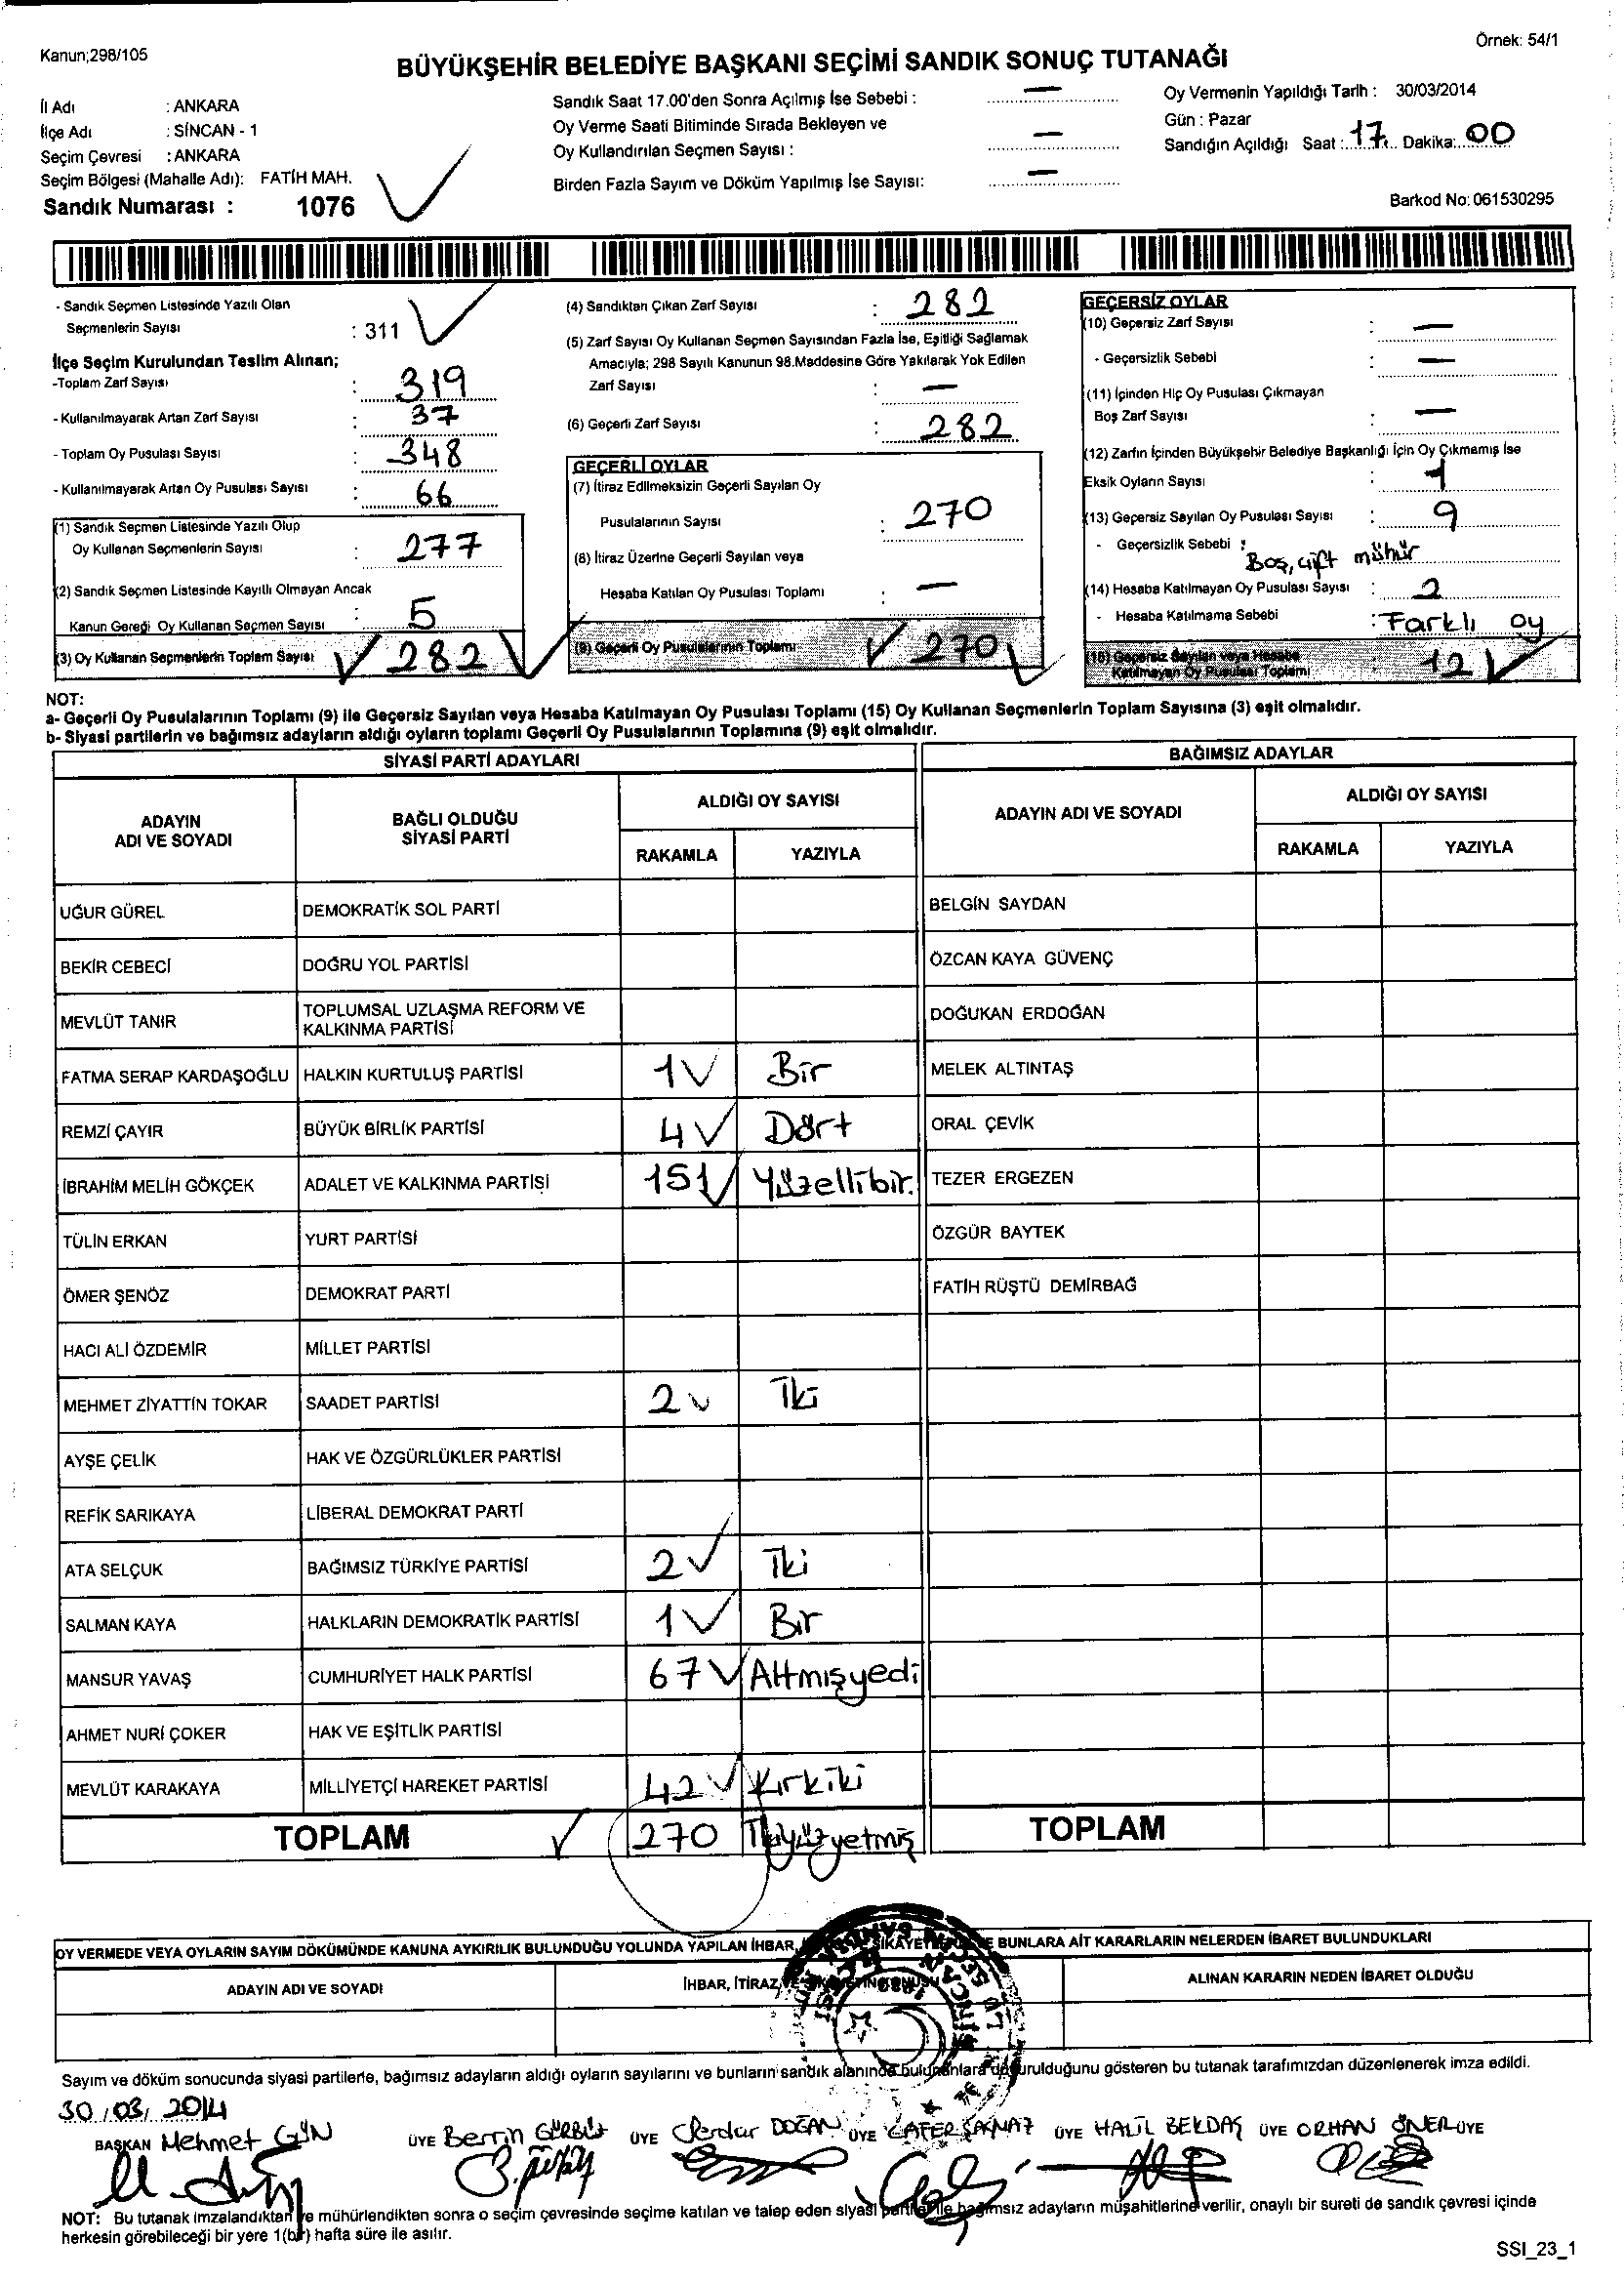 Kanun;298/105
Örnek: 54/1
BÜYÜKŞEHİR BELEDİYE BAŞKANI SEÇİMİ SANDIK SONUÇ TUTANAĞI
İl Adı : ANKARA
İlçe Adı : SİNCAN - 1
Seçim Çevresi : ANKARA
Seçim Bölgesi (Mahalle Adı): FATİH MAH.
Sandık Numarası : 1076
Sandık Saat 17.00'den Sonra Açılmış İse Sebebi : —
Oy Verme Saati Bitiminde Sırada Bekleyen ve
Oy Kullandırılan Seçmen Sayısı : —
Birden Fazla Sayım ve Döküm Yapılmış İse Sayısı: —
Oy Vermenin Yapıldığı Tarih : 30/03/2014
Gün : Pazar
Sandığın Açıldığı Saat : 17 Dakika: 00
Barkod No: 061530295
- Sandık Seçmen Listesinde Yazılı Olan
Seçmenlerin Sayısı : 311
İlçe Seçim Kurulundan Teslim Alınan;
-Toplam Zarf Sayısı : 319
- Kullanılmayarak Artan Zarf Sayısı : 37
- Toplam Oy Pusulası Sayısı : 348
- Kullanılmayarak Artan Oy Pusulası Sayısı : 66
(1) Sandık Seçmen Listesinde Yazılı Olup
Oy Kullanan Seçmenlerin Sayısı : 277
(2) Sandık Seçmen Listesinde Kayıtlı Olmayan Ancak
Kanun Gereği Oy Kullanan Seçmen Sayısı : 5
(3) Oy Kullanan Seçmenlerin Toplam Sayısı 282
(4) Sandıktan Çıkan Zarf Sayısı : 282
(5) Zarf Sayısı Oy Kullanan Seçmen Sayısından Fazla İse, Eşitliği Sağlamak
Amacıyla; 298 Sayılı Kanunun 98.Maddesine Göre Yakılarak Yok Edilen
Zarf Sayısı : —
(6) Geçerli Zarf Sayısı : 282
GEÇERLİ OYLAR
(7) İtiraz Edilmeksizin Geçerli Sayılan Oy
Pusulalarının Sayısı : 270
(8) İtiraz Üzerine Geçerli Sayılan veya
Hesaba Katılan Oy Pusulası Toplamı : —
(9) Geçerli Oy Pusulalarının Toplamı 270
GEÇERSİZ OYLAR
(10) Geçersiz Zarf Sayısı : —
- Geçersizlik Sebebi : —
(11) İçinden Hiç Oy Pusulası Çıkmayan
Boş Zarf Sayısı : —
(12) Zarfın İçinden Büyükşehir Belediye Başkanlığı İçin Oy Çıkmamış İse
Eksik Oyların Sayısı : 1
(13) Geçersiz Sayılan Oy Pusulası Sayısı : 9
- Geçersizlik Sebebi : Boş, çift mühür
(14) Hesaba Katılmayan Oy Pusulası Sayısı : 2
- Hesaba Katılmama Sebebi : Farklı oy
(15) Geçersiz Sayılan veya Hesaba
Katılmayan Oy Pusulası Toplamı 12
NOT:
a- Geçerli Oy Pusulalarının Toplamı (9) ile Geçersiz Sayılan veya Hesaba Katılmayan Oy Pusulası Toplamı (15) Oy Kullanan Seçmenlerin Toplam Sayısına (3) eşit olmalıdır.
b- Siyasi partilerin ve bağımsız adayların aldığı oyların toplamı Geçerli Oy Pusulalarının Toplamına (9) eşit olmalıdır.
SİYASİ PARTİ ADAYLARI
ADAYIN ADI VE SOYADI BAĞLI OLDUĞU SİYASİ PARTİ ALDIĞI OY SAYISI
RAKAMLA YAZIYLA
UĞUR GÜREL DEMOKRATİK SOL PARTİ
BEKİR CEBECİ DOĞRU YOL PARTİSİ
MEVLÜT TANIR TOPLUMSAL UZLAŞMA REFORM VE KALKINMA PARTİSİ
FATMA SERAP KARDAŞOĞLU HALKIN KURTULUŞ PARTİSİ 1 Bir
REMZİ ÇAYIR BÜYÜK BİRLİK PARTİSİ 4 Dört
İBRAHİM MELİH GÖKÇEK ADALET VE KALKINMA PARTİSİ 151 Yüzellibir.
TÜLİN ERKAN YURT PARTİSİ
ÖMER ŞENÖZ DEMOKRAT PARTİ
HACI ALİ ÖZDEMİR MİLLET PARTİSİ
MEHMET ZİYATTİN TOKAR SAADET PARTİSİ 2 İki
AYŞE ÇELİK HAK VE ÖZGÜRLÜKLER PARTİSİ
REFİK SARIKAYA LİBERAL DEMOKRAT PARTİ
ATA SELÇUK BAĞIMSIZ TÜRKİYE PARTİSİ 2 İki
SALMAN KAYA HALKLARIN DEMOKRATİK PARTİSİ 1 Bir
MANSUR YAVAŞ CUMHURİYET HALK PARTİSİ 67 Altmışyedi
AHMET NURİ ÇOKER HAK VE EŞİTLİK PARTİSİ
MEVLÜT KARAKAYA MİLLİYETÇİ HAREKET PARTİSİ 42 Kırkiki
TOPLAM 270 İkiyüzyetmiş
BAĞIMSIZ ADAYLAR
ADAYIN ADI VE SOYADI ALDIĞI OY SAYISI
RAKAMLA YAZIYLA
BELGİN SAYDAN
ÖZCAN KAYA GÜVENÇ
DOĞUKAN ERDOĞAN
MELEK ALTINTAŞ
ORAL ÇEVİK
TEZER ERGEZEN
ÖZGÜR BAYTEK
FATİH RÜŞTÜ DEMİRBAĞ
TOPLAM
OY VERMEDE VEYA OYLARIN SAYIM DÖKÜMÜNDE KANUNA AYKIRILIK BULUNDUĞU YOLUNDA YAPILAN İHBAR, BUNLARA AİT KARARLARIN NELERDEN İBARET BULUNDUKLARI
ADAYIN ADI VE SOYADI İHBAR, İTİRAZ ALINAN KARARIN NEDEN İBARET OLDUĞU
Sayım ve döküm sonucunda siyasi partilerle, bağımsız adayların aldığı oyların sayılarını ve bunların sandık alanında bulunanlara duyurulduğunu gösteren bu tutanak tarafımızdan düzenlenerek imza edildi.
30/03/2014
BAŞKAN Mehmet GÜN ÜYE Berrin GÜRBÜZ ÜYE Serdar DOĞAN ÜYE CAFER ÜYE HALİL BEKDAŞ ÜYE ORHAN ÖNER ÜYE
NOT: Bu tutanak imzalandıktan ve mühürlendikten sonra o seçim çevresinde seçime katılan ve talep eden siyasi parti ile bağımsız adayların müşahitlerine verilir, onaylı bir sureti de sandık çevresi içinde
herkesin görebileceği bir yere 1(bir) hafta süre ile asılır.
SSI_23_1